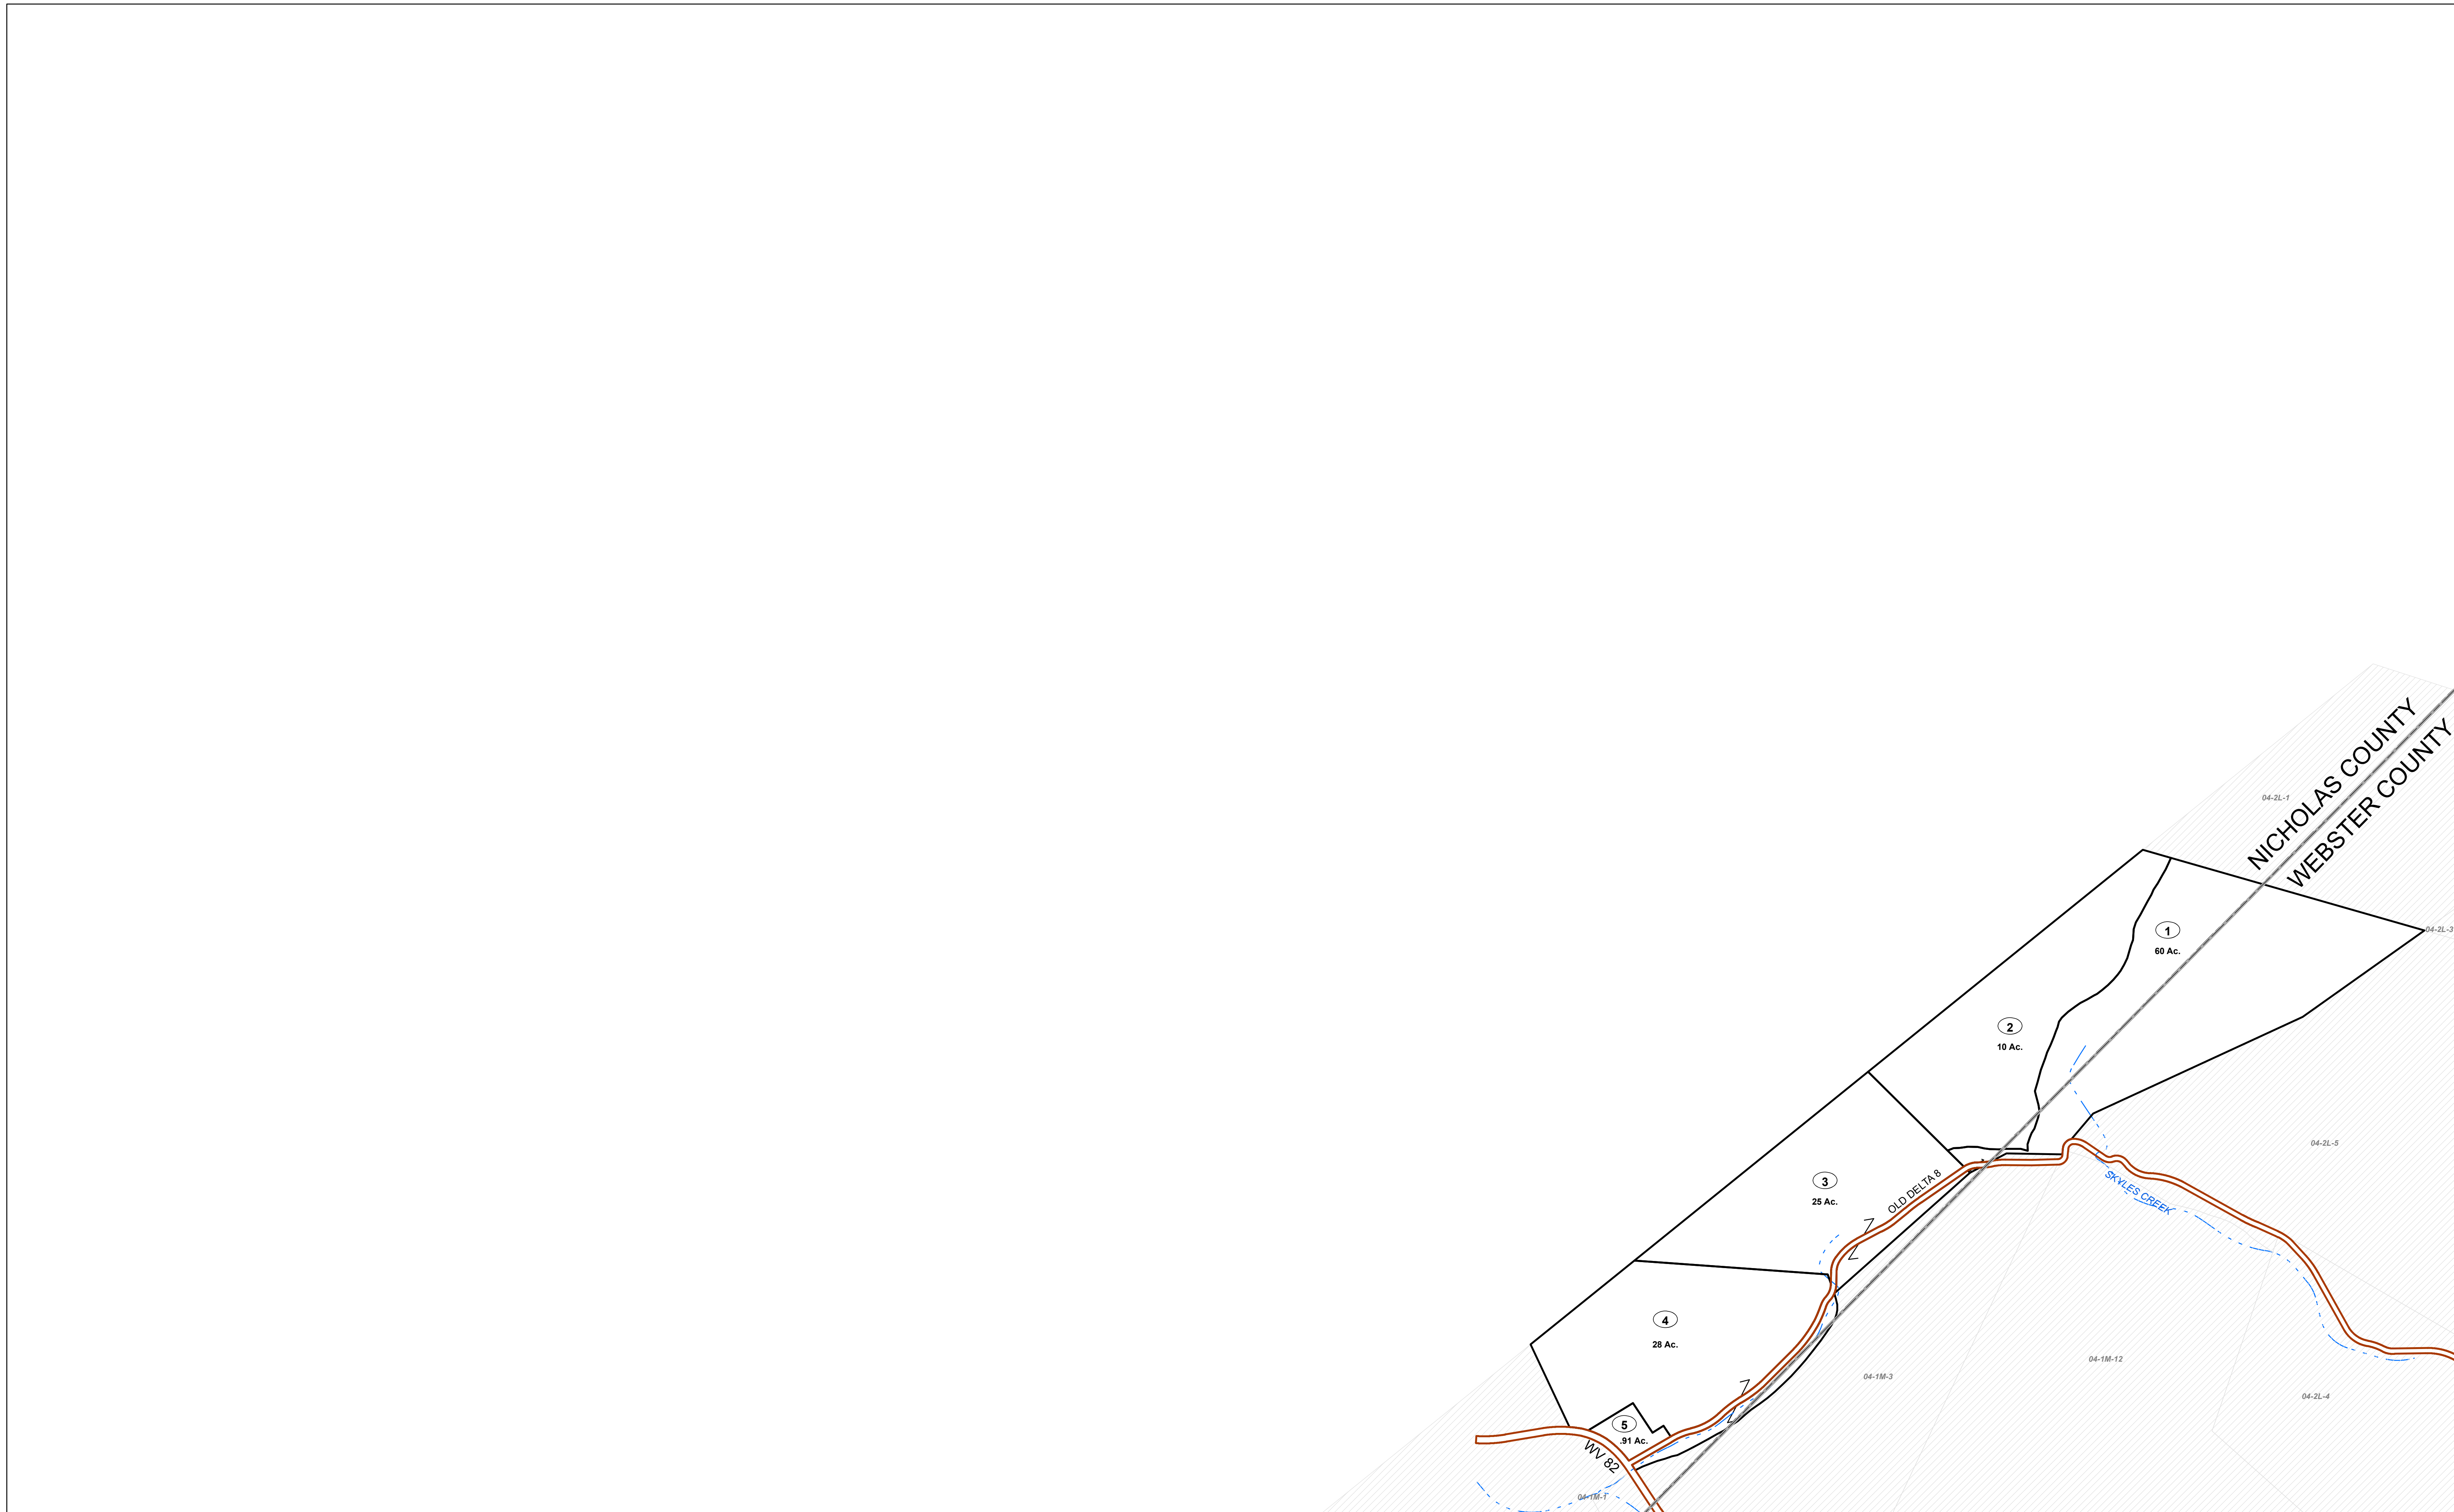 NICHOLAS COUNTY
WEBSTER COUNTY
04-2L-1
04-2L-3
1
60 Ac.
2
10 Ac.
04-2L-5
3
25 Ac.
OLD DELTA 8
SKYLES CREEK
4
28 Ac.
04-1M-12
04-1M-3
04-2L-4
5
.91 Ac.
WV 82
04-1M-1